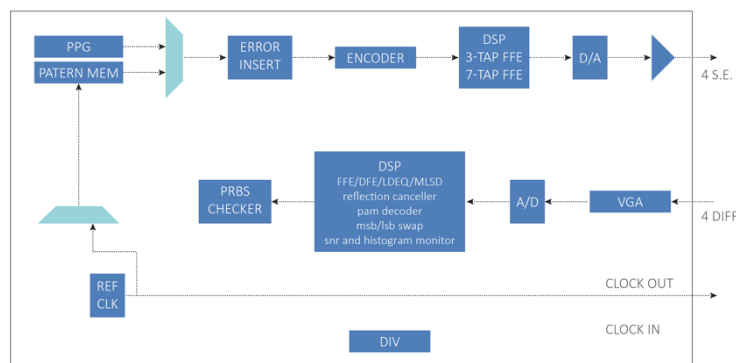 PPG
PATERN MEM
ERROR
INSERT
ENCODER
DSP
3-TAP FFE
7-TAP FFE
D/A
4 S.E.
PRBS
CHECKER
DSP
FFE/DFE/LDEQ/MLSD
reflection canceller
pam decoder
msb/lsb swap
snr and histogram monitor
A/D
VGA
4 DIFF
REF
CLK
CLOCK OUT
CLOCK IN
DIV